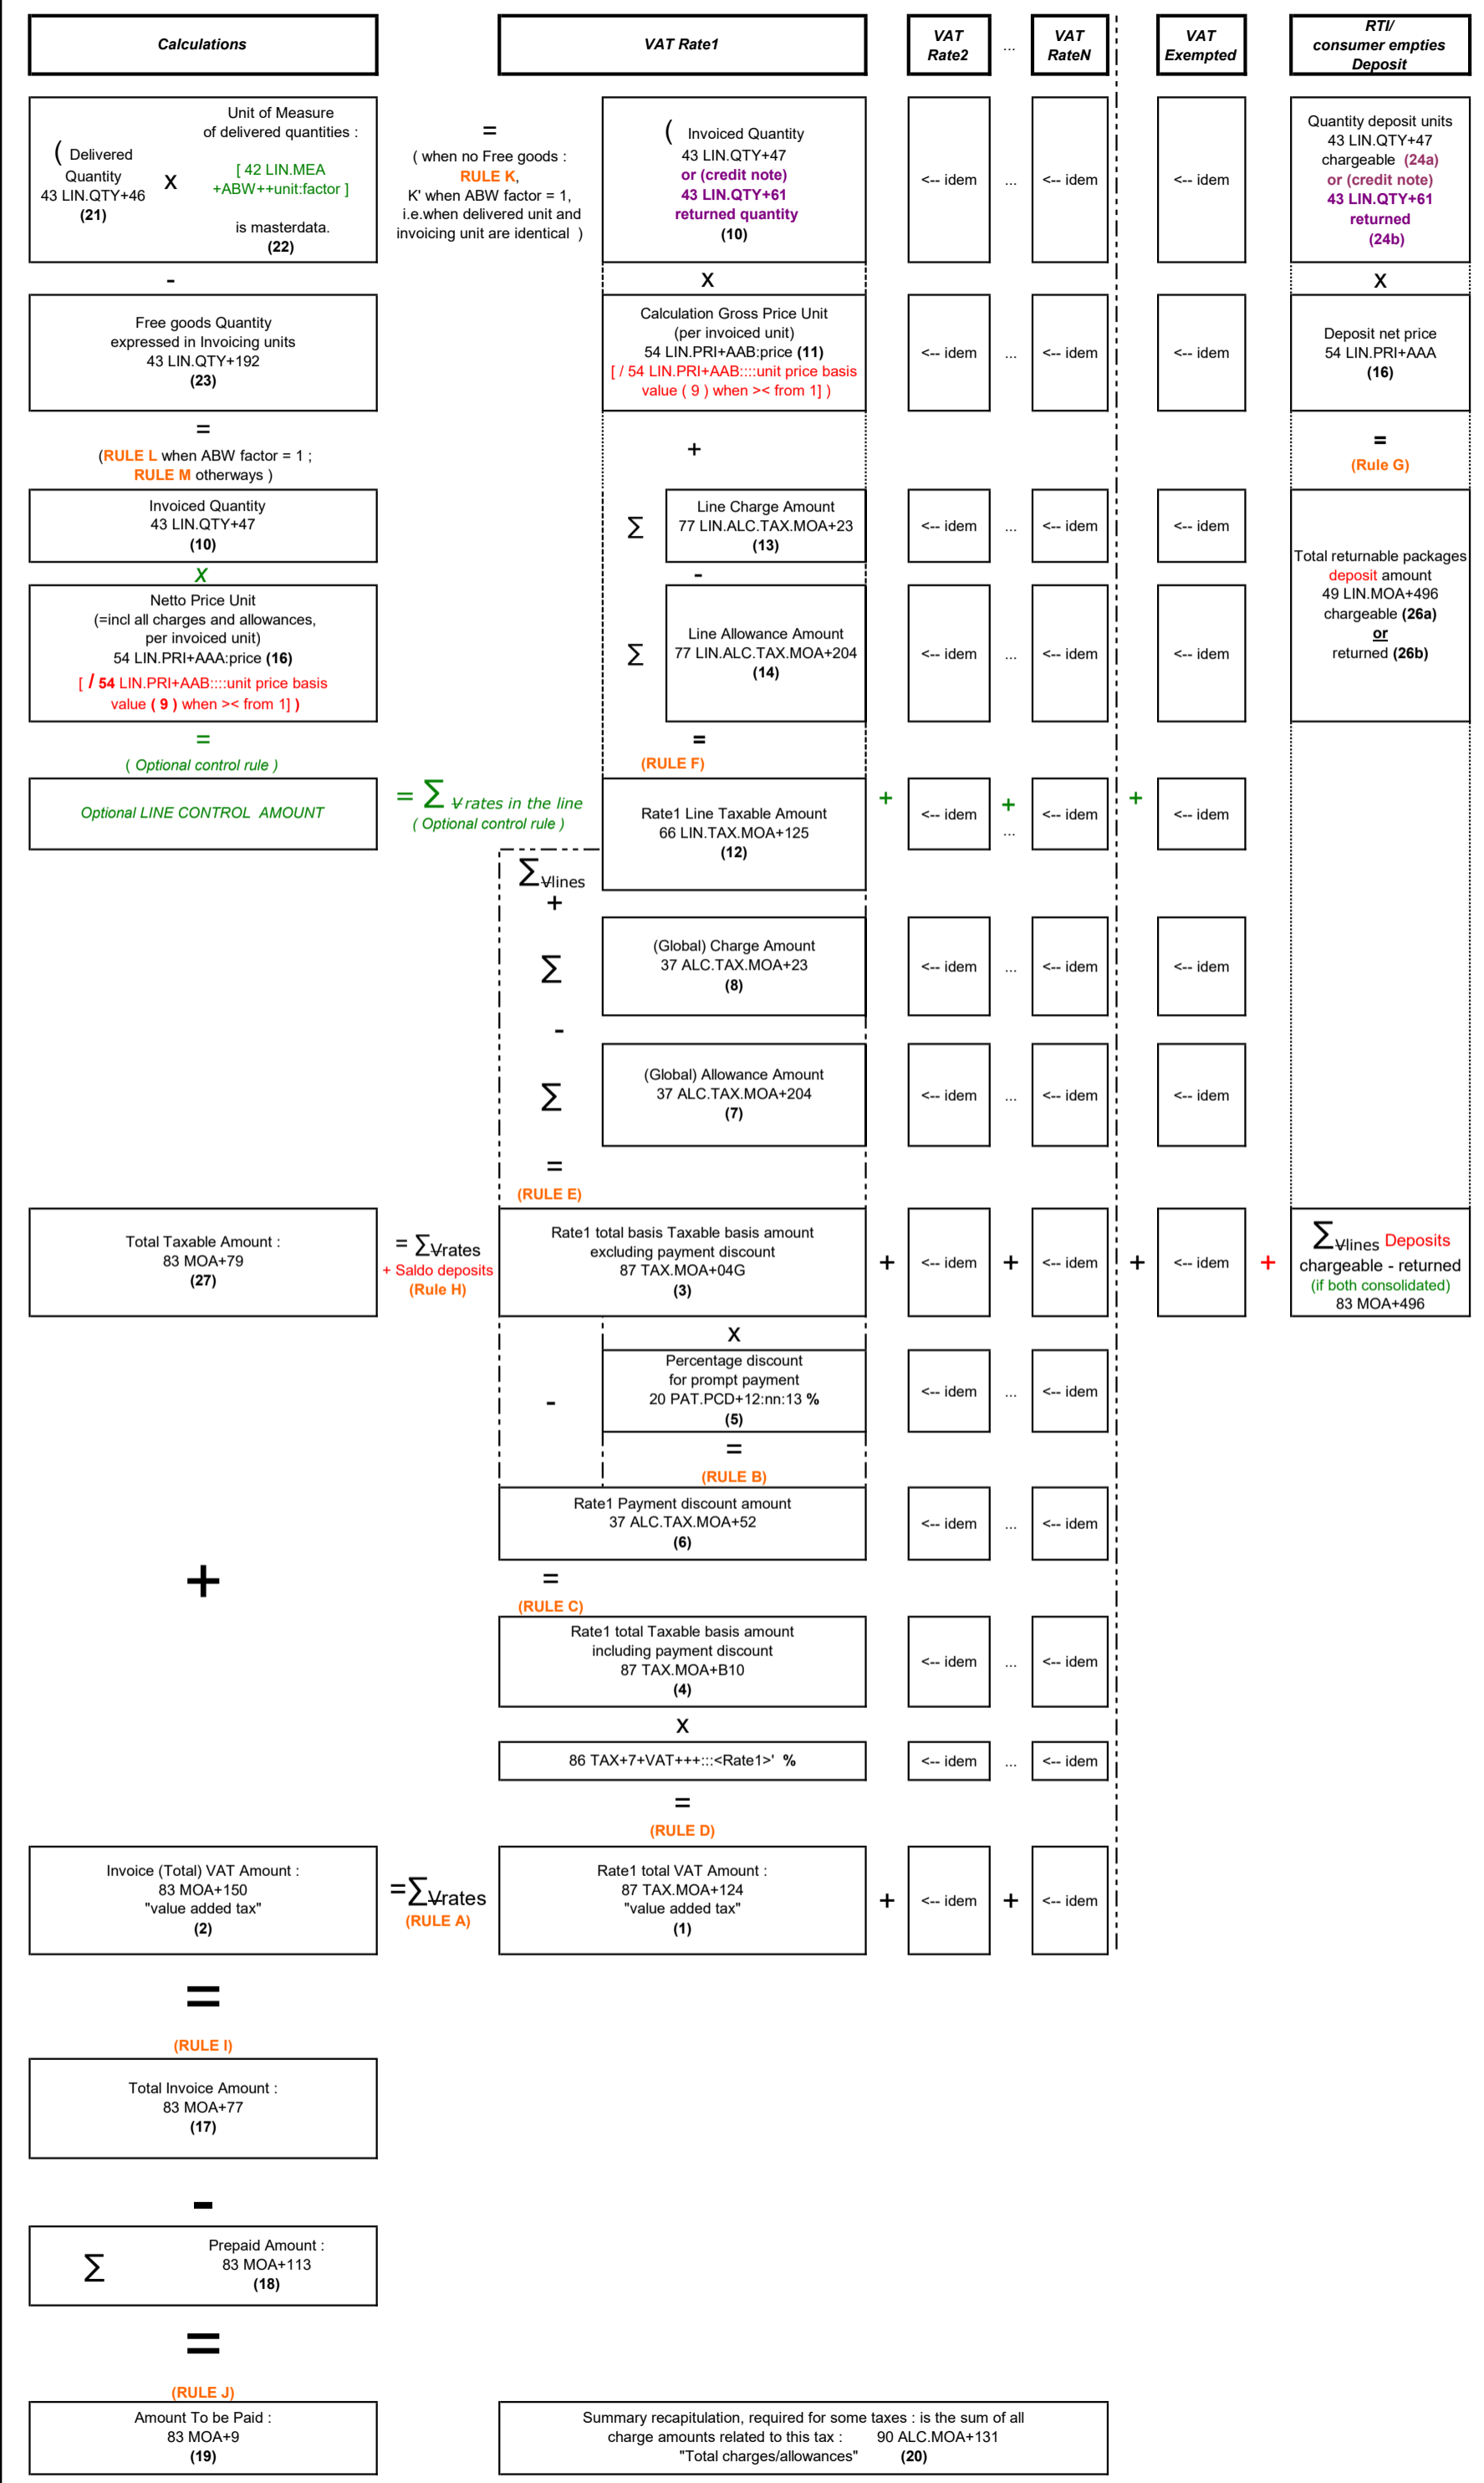 Calculations
VAT Rate1
VAT
Rate2
...
VAT
RateN
VAT
Exempted
RTI/
consumer empties
Deposit
( Delivered
Quantity
43 LIN.QTY+46
(21)
X
Unit of Measure
of delivered quantities :
[ 42 LIN.MEA
+ABW++unit:factor ]
is masterdata.
(22)
=
( when no Free goods :
RULE K,
K' when ABW factor = 1,
i.e.when delivered unit and
invoicing unit are identical )
( Invoiced Quantity
43 LIN.QTY+47
or (credit note)
43 LIN.QTY+61
returned quantity
(10)
<-- idem
...
<-- idem
<-- idem
Quantity deposit units
43 LIN.QTY+47
chargeable (24a)
or (credit note)
43 LIN.QTY+61
returned
(24b)
-
X
X
Free goods Quantity
expressed in Invoicing units
43 LIN.QTY+192
(23)
Calculation Gross Price Unit
(per invoiced unit)
54 LIN.PRI+AAB:price (11)
[ / 54 LIN.PRI+AAB::::unit price basis
value ( 9 ) when >< from 1] )
<-- idem
...
<-- idem
<-- idem
Deposit net price
54 LIN.PRI+AAA
(16)
=
(RULE L when ABW factor = 1 ;
RULE M otherways )
+
=
(Rule G)
Invoiced Quantity
43 LIN.QTY+47
(10)
∑
Line Charge Amount
77 LIN.ALC.TAX.MOA+23
(13)
<-- idem
...
<-- idem
<-- idem
Total returnable packages
deposit amount
49 LIN.MOA+496
chargeable (26a)
or
returned (26b)
X
-
Netto Price Unit
(=incl all charges and allowances,
per invoiced unit)
54 LIN.PRI+AAA:price (16)
[ / 54 LIN.PRI+AAB::::unit price basis
value ( 9 ) when >< from 1] )
∑
Line Allowance Amount
77 LIN.ALC.TAX.MOA+204
(14)
<-- idem
...
<-- idem
<-- idem
=
( Optional control rule )
=
(RULE F)
Optional LINE CONTROL AMOUNT
= ∑ ∀rates in the line
( Optional control rule )
Rate1 Line Taxable Amount
66 LIN.TAX.MOA+125
(12)
+
<-- idem
+
...
<-- idem
+
<-- idem
∑∀lines
+
∑
(Global) Charge Amount
37 ALC.TAX.MOA+23
(8)
<-- idem
...
<-- idem
<-- idem
-
∑
(Global) Allowance Amount
37 ALC.TAX.MOA+204
(7)
<-- idem
...
<-- idem
<-- idem
=
(RULE E)
Total Taxable Amount :
83 MOA+79
(27)
= ∑∀rates
+ Saldo deposits
(Rule H)
Rate1 total basis Taxable basis amount
excluding payment discount
87 TAX.MOA+04G
(3)
+
<-- idem
+
<-- idem
+
<-- idem
+
∑∀lines Deposits
chargeable - returned
(if both consolidated)
83 MOA+496
X
-
Percentage discount
for prompt payment
20 PAT.PCD+12:nn:13 %
(5)
<-- idem
...
<-- idem
=
(RULE B)
Rate1 Payment discount amount
37 ALC.TAX.MOA+52
(6)
<-- idem
...
<-- idem
+
=
(RULE C)
Rate1 total Taxable basis amount
including payment discount
87 TAX.MOA+B10
(4)
<-- idem
...
<-- idem
X
86 TAX+7+VAT+++:::<Rate1>' %
<-- idem
...
<-- idem
=
(RULE D)
Invoice (Total) VAT Amount :
83 MOA+150
"value added tax"
(2)
=∑∀rates
(RULE A)
Rate1 total VAT Amount :
87 TAX.MOA+124
"value added tax"
(1)
+
<-- idem
+
<-- idem
=
(RULE I)
Total Invoice Amount :
83 MOA+77
(17)
-
∑
Prepaid Amount :
83 MOA+113
(18)
=
(RULE J)
Amount To be Paid :
83 MOA+9
(19)
Summary recapitulation, required for some taxes : is the sum of all
charge amounts related to this tax : 90 ALC.MOA+131
"Total charges/allowances" (20)